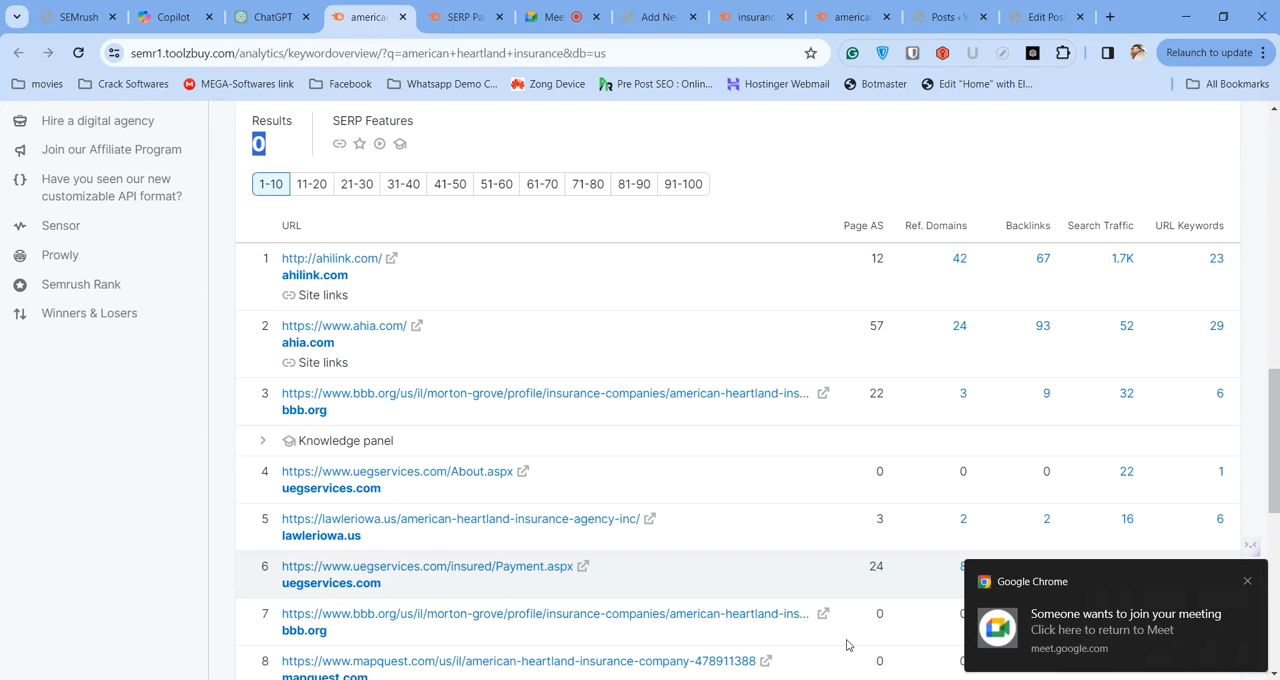 SEMrush
Copilot
ChatGPT
america
SERP Pa
Mee
Add Ne
insuranc
america
Posts ‹ V
Edit Pos
semr1.toolzbuy.com/analytics/keywordoverview/?q=american+heartland+insurance&db=us
Relaunch to update
movies
Crack Softwares
MEGA-Softwares link
Facebook
Whatsapp Demo C...
Zong Device
Pre Post SEO : Onlin...
Hostinger Webmail
Botmaster
Edit "Home" with El...
All Bookmarks
Hire a digital agency
Join our Affiliate Program
Have you seen our new
customizable API format?
Sensor
Prowly
Semrush Rank
Winners & Losers
Results
0
SERP Features
1-10 11-20 21-30 31-40 41-50 51-60 61-70 71-80 81-90 91-100
URL Page AS Ref. Domains Backlinks Search Traffic URL Keywords
1 http://ahilink.com/ 12 42 67 1.7K 23
ahilink.com
Site links
2 https://www.ahia.com/ 57 24 93 52 29
ahia.com
Site links
3 https://www.bbb.org/us/il/morton-grove/profile/insurance-companies/american-heartland-ins... 22 3 9 32 6
bbb.org
Knowledge panel
4 https://www.uegservices.com/About.aspx 0 0 0 22 1
uegservices.com
5 https://lawleriowa.us/american-heartland-insurance-agency-inc/ 3 2 2 16 6
lawleriowa.us
6 https://www.uegservices.com/insured/Payment.aspx 24
uegservices.com
7 https://www.bbb.org/us/il/morton-grove/profile/insurance-companies/american-heartland-ins... 0
bbb.org
8 https://www.mapquest.com/us/il/american-heartland-insurance-company-478911388 0
mapquest.com
Google Chrome
Someone wants to join your meeting
Click here to return to Meet
meet.google.com